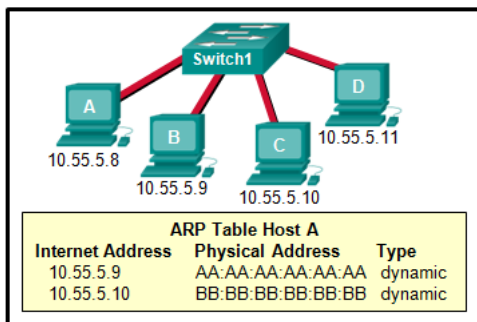 Switch1
A
B
C
D
10.55.5.8
10.55.5.9
10.55.5.10
10.55.5.11
ARP Table Host A
Internet Address Physical Address Type
10.55.5.9 AA:AA:AA:AA:AA:AA dynamic
10.55.5.10 BB:BB:BB:BB:BB:BB dynamic